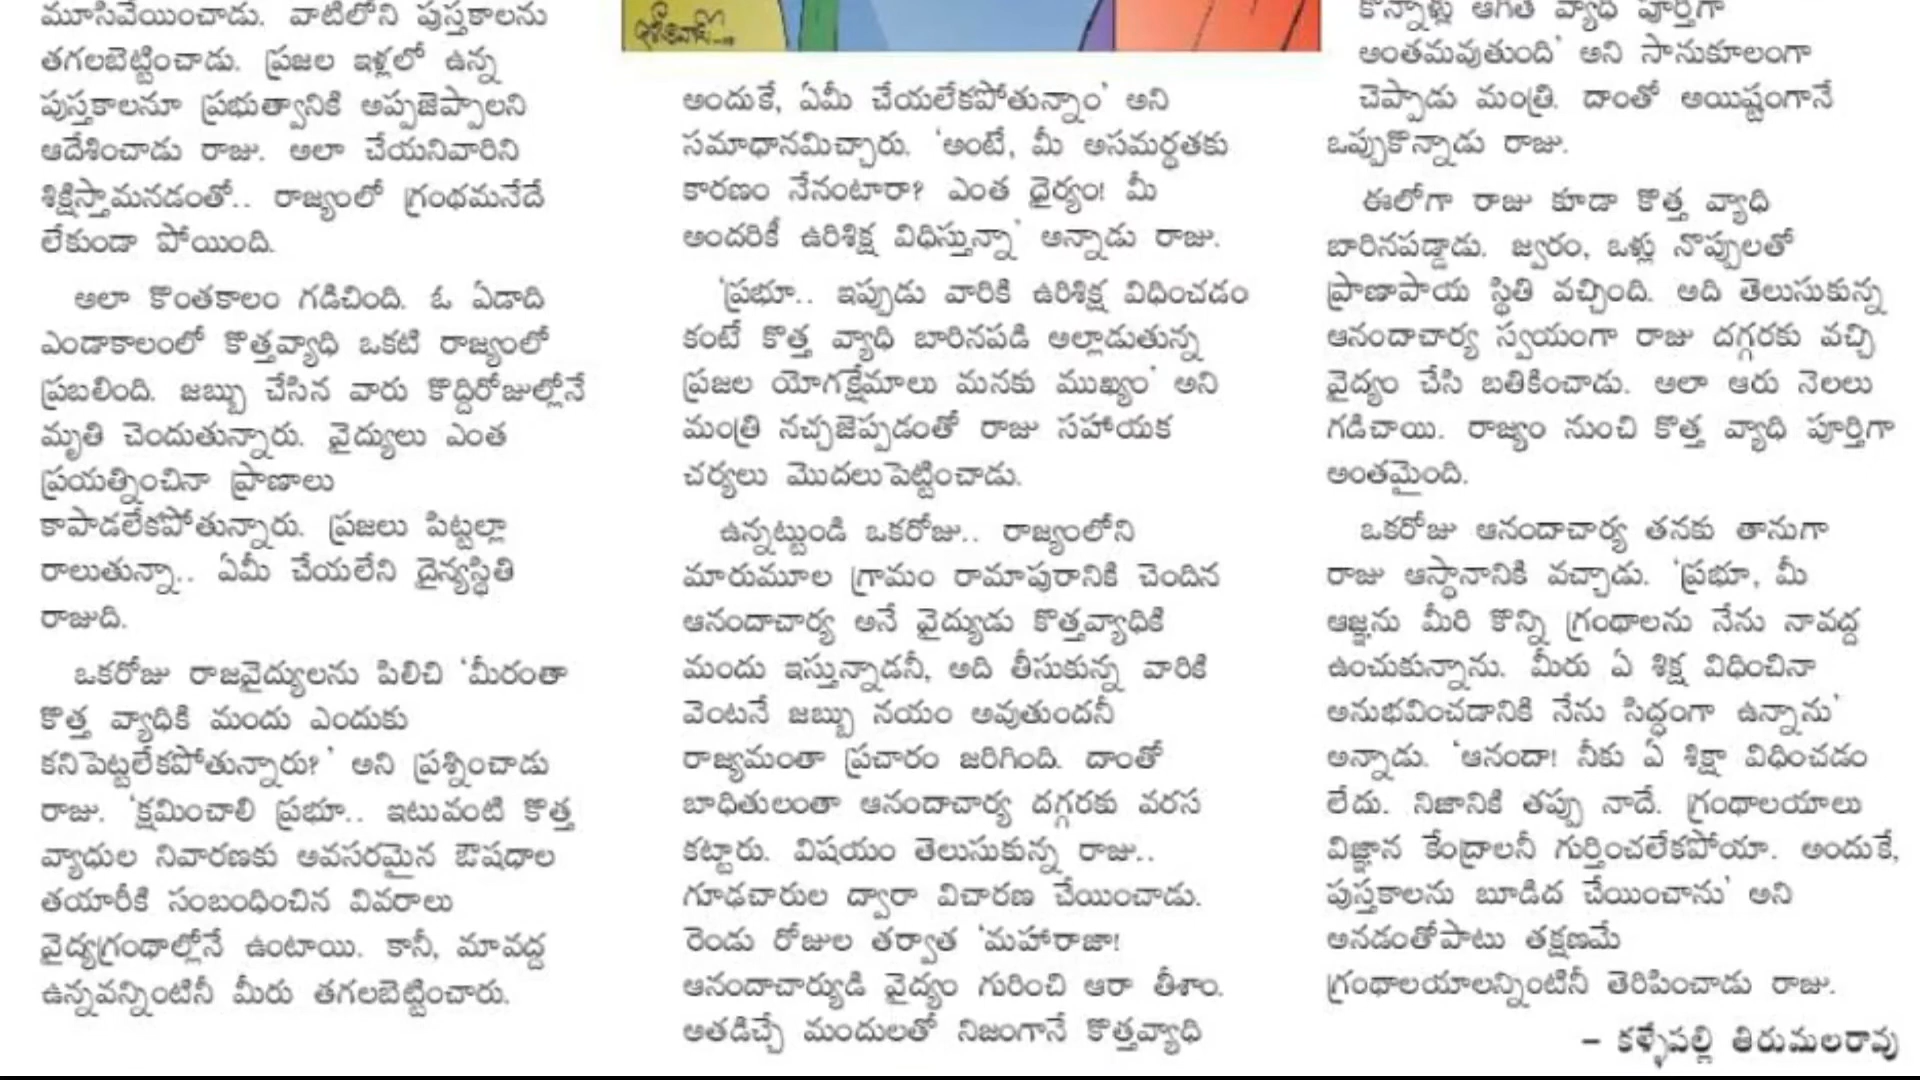 మూసివేయించాడు. వాటిలోని పుస్తకాలను
తగలబెట్టించాడు. ప్రజల ఇళ్లలో ఉన్న
పుస్తకాలనూ ప్రభుత్వానికి అప్పజెప్పాలని
ఆదేశించాడు రాజు. అలా చేయనివారిని
శిక్షిస్తామనడంతో.. రాజ్యంలో గ్రంథమనేదే
లేకుండా పోయింది.
అలా కొంతకాలం గడిచింది. ఓ ఏడాది
ఎండాకాలంలో కొత్తవ్యాధి ఒకటి రాజ్యంలో
ప్రబలింది. జబ్బు చేసిన వారు కొద్దిరోజుల్లోనే
మృతి చెందుతున్నారు. వైద్యులు ఎంత
ప్రయత్నించినా ప్రాణాలు
కాపాడలేకపోతున్నారు. ప్రజలు పిట్టల్లా
రాలుతున్నా.. ఏమీ చేయలేని దైన్యస్థితి
రాజుది.
ఒకరోజు రాజవైద్యులను పిలిచి ‘మీరంతా
కొత్త వ్యాధికి మందు ఎందుకు
కనిపెట్టలేకపోతున్నారు?’ అని ప్రశ్నించాడు
రాజు. ‘క్షమించాలి ప్రభూ.. ఇటువంటి కొత్త
వ్యాధుల నివారణకు అవసరమైన ఔషధాల
తయారీకి సంబంధించిన వివరాలు
వైద్యగ్రంథాల్లోనే ఉంటాయి. కానీ, మావద్ద
ఉన్నవన్నింటినీ మీరు తగలబెట్టించారు.
అందుకే, ఏమీ చేయలేకపోతున్నాం’ అని
సమాధానమిచ్చారు. ‘అంటే, మీ అసమర్థతకు
కారణం నేనంటారా? ఎంత ధైర్యం! మీ
అందరికీ ఉరిశిక్ష విధిస్తున్నా’ అన్నాడు రాజు.
‘ప్రభూ.. ఇప్పుడు వారికి ఉరిశిక్ష విధించడం
కంటే కొత్త వ్యాధి బారినపడి అల్లాడుతున్న
ప్రజల యోగక్షేమాలు మనకు ముఖ్యం’ అని
మంత్రి నచ్చజెప్పడంతో రాజు సహాయక
చర్యలు మొదలుపెట్టించాడు.
ఉన్నట్టుండి ఒకరోజు.. రాజ్యంలోని
మారుమూల గ్రామం రామాపురానికి చెందిన
ఆనందాచార్య అనే వైద్యుడు కొత్తవ్యాధికి
మందు ఇస్తున్నాడనీ, అది తీసుకున్న వారికి
వెంటనే జబ్బు నయం అవుతుందనీ
రాజ్యమంతా ప్రచారం జరిగింది. దాంతో
బాధితులంతా ఆనందాచార్య దగ్గరకు వరస
కట్టారు. విషయం తెలుసుకున్న రాజు..
గూఢచారుల ద్వారా విచారణ చేయించాడు.
రెండు రోజుల తర్వాత ‘మహారాజా!
ఆనందాచార్యుడి వైద్యం గురించి ఆరా తీశాం.
అతడిచ్చే మందులతో నిజంగానే కొత్తవ్యాధి
కొన్నాళ్లు ఆగితే వ్యాధి పూర్తిగా
అంతమవుతుంది’ అని సానుకూలంగా
చెప్పాడు మంత్రి. దాంతో అయిష్టంగానే
ఒప్పుకొన్నాడు రాజు.
ఈలోగా రాజు కూడా కొత్త వ్యాధి
బారినపడ్డాడు. జ్వరం, ఒళ్లు నొప్పులతో
ప్రాణాపాయ స్థితి వచ్చింది. అది తెలుసుకున్న
ఆనందాచార్య స్వయంగా రాజు దగ్గరకు వచ్చి
వైద్యం చేసి బతికించాడు. అలా ఆరు నెలలు
గడిచాయి. రాజ్యం నుంచి కొత్త వ్యాధి పూర్తిగా
అంతమైంది.
ఒకరోజు ఆనందాచార్య తనకు తానుగా
రాజు ఆస్థానానికి వచ్చాడు. ‘ప్రభూ, మీ
ఆజ్ఞను మీరి కొన్ని గ్రంథాలను నేను నావద్ద
ఉంచుకున్నాను. మీరు ఏ శిక్ష విధించినా
అనుభవించడానికి నేను సిద్ధంగా ఉన్నాను’
అన్నాడు. ‘ఆనందా! నీకు ఏ శిక్షా విధించడం
లేదు. నిజానికి తప్పు నాదే. గ్రంథాలయాలు
విజ్ఞాన కేంద్రాలనీ గుర్తించలేకపోయా. అందుకే,
పుస్తకాలను బూడిద చేయించాను’ అని
అనడంతోపాటు తక్షణమే
గ్రంథాలయాలన్నింటినీ తెరిపించాడు రాజు.
– కళ్ళేపల్లి తిరుమలరావు